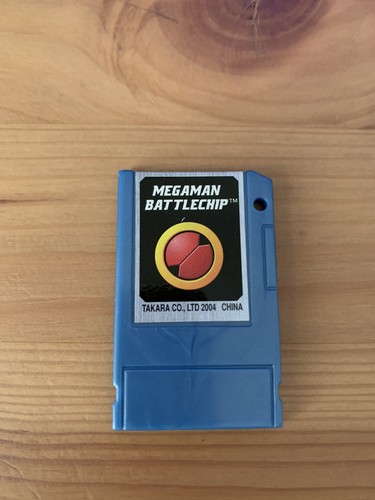 MEGAMAN
BATTLECHIP™
TAKARA CO., LTD 2004 CHINA